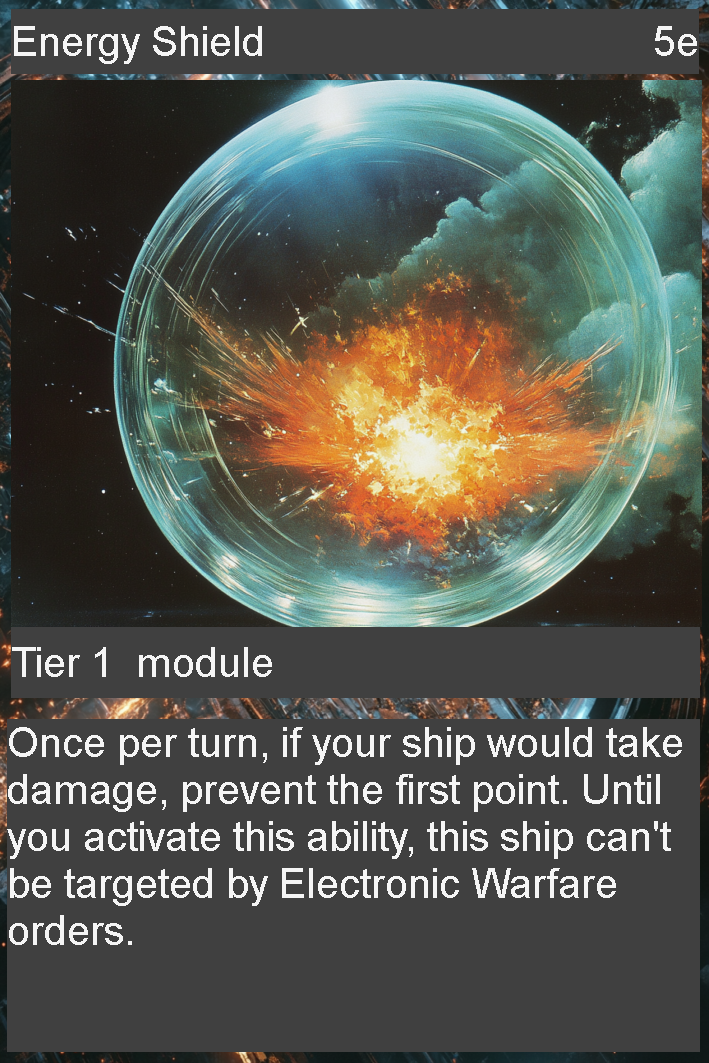 Energy Shield 5e
Tier 1 module
Once per turn, if your ship would take
damage, prevent the first point. Until
you activate this ability, this ship can't
be targeted by Electronic Warfare
orders.